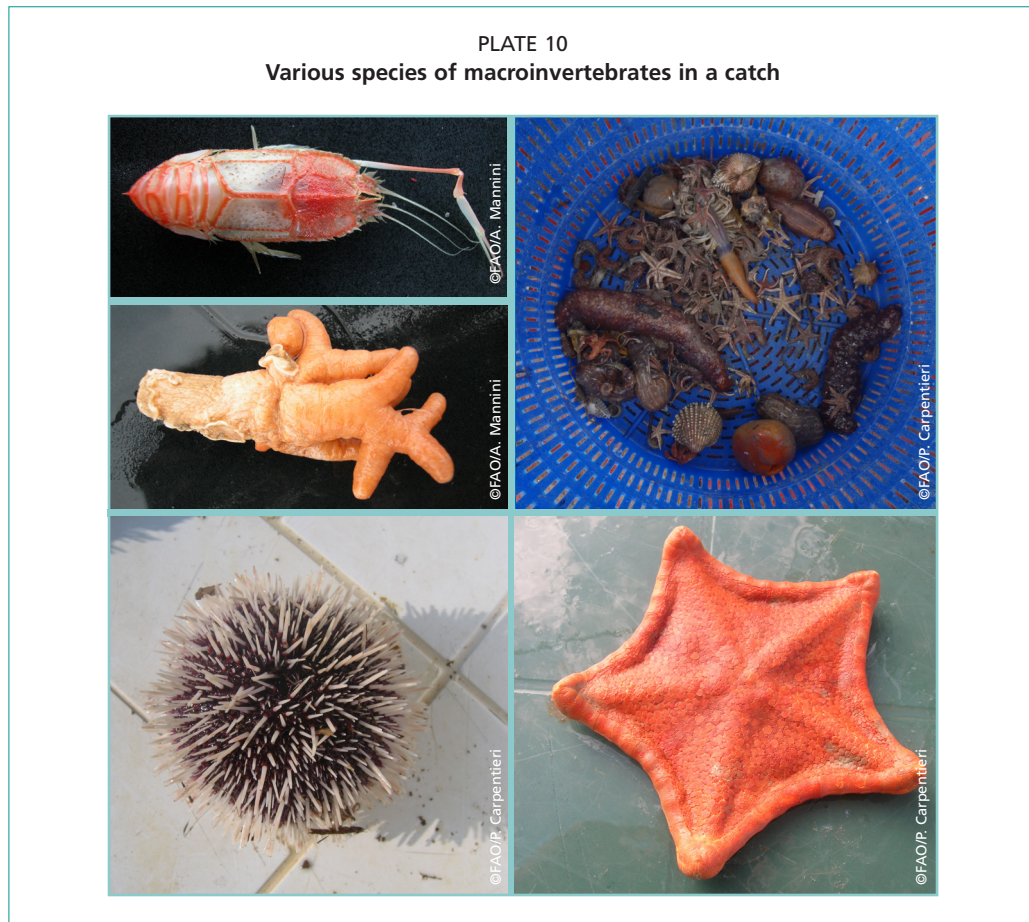 PLATE 10
Various species of macroinvertebrates in a catch
©FAO/A. Mannini
©FAO/P. Carpentieri
©FAO/A. Mannini
©FAO/P. Carpentieri
©FAO/P. Carpentieri